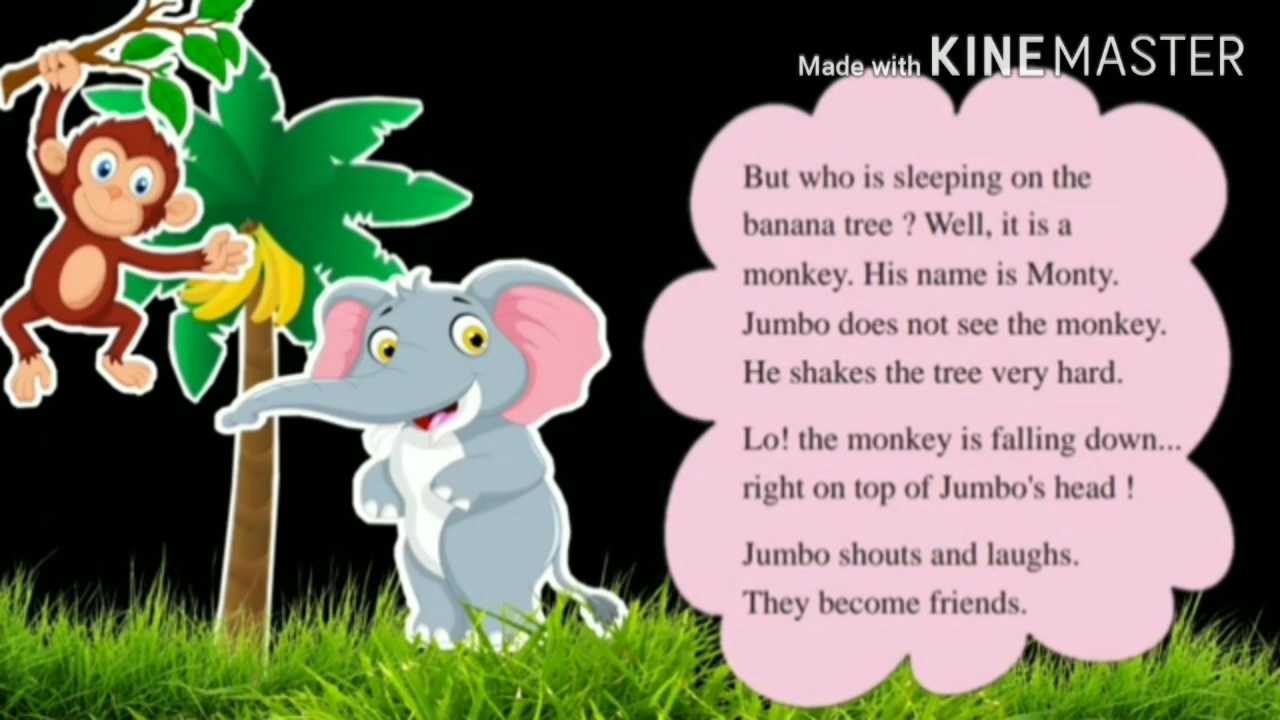 Made with KINEMASTER
But who is sleeping on the
banana tree ? Well, it is a
monkey. His name is Monty.
Jumbo does not see the monkey.
He shakes the tree very hard.
Lo! the monkey is falling down...
right on top of Jumbo's head !
Jumbo shouts and laughs.
They become friends.